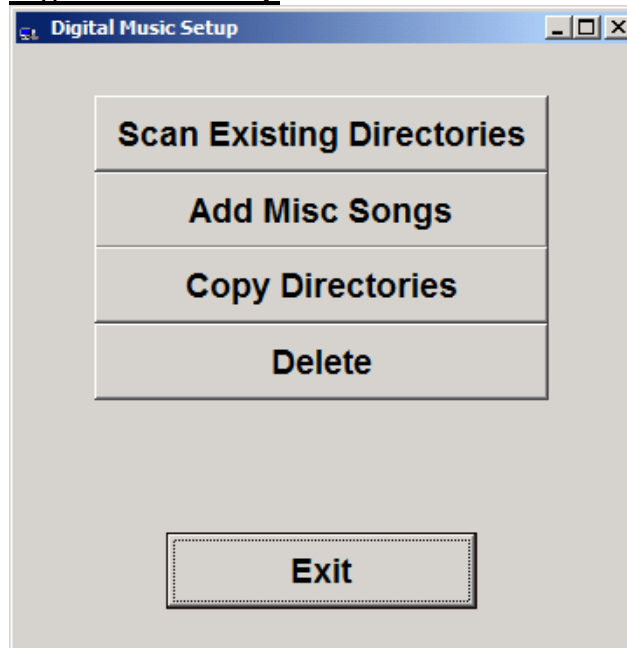 Digital Music Setup
Scan Existing Directories
Add Misc Songs
Copy Directories
Delete
Exit